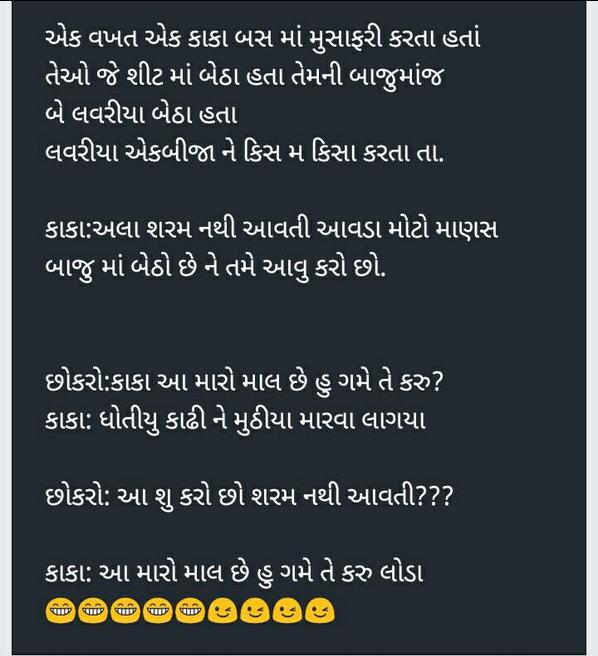 એક વખત એક કાકા બસ માં મુસાફરી કરતા હતાં
તેઓ જે શીટ માં બેઠા હતા તેમની બાજુમાંજ
બે લવરીયા બેઠા હતા
લવરીયા એકબીજા ને કિસ મ કિસા કરતા તા.
કાકા:અલા શરમ નથી આવતી આવડા મોટો માણસ
બાજુ માં બેઠો છે ને તમે આવુ કરો છો.
છોકરો:કાકા આ મારો માલ છે હુ ગમે તે કરુ?
કાકા: ધોતીયુ કાઢી ને મુઠીયા મારવા લાગયા
છોકરો: આ શુ કરો છો શરમ નથી આવતી???
કાકા: આ મારો માલ છે હુ ગમે તે કરુ લોડા
😁😁😁😁😁😉😉😉😉